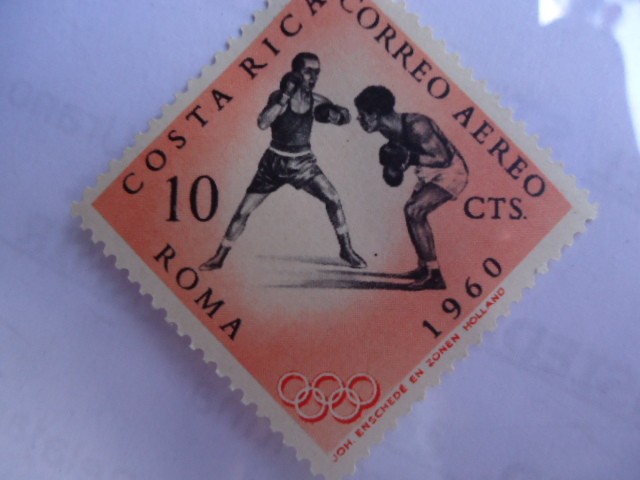 COSTA RICA
CORREO AEREO
10
CTS.
ROMA
1960
JOH. ENSCHEDÉ EN ZONEN HOLLAND